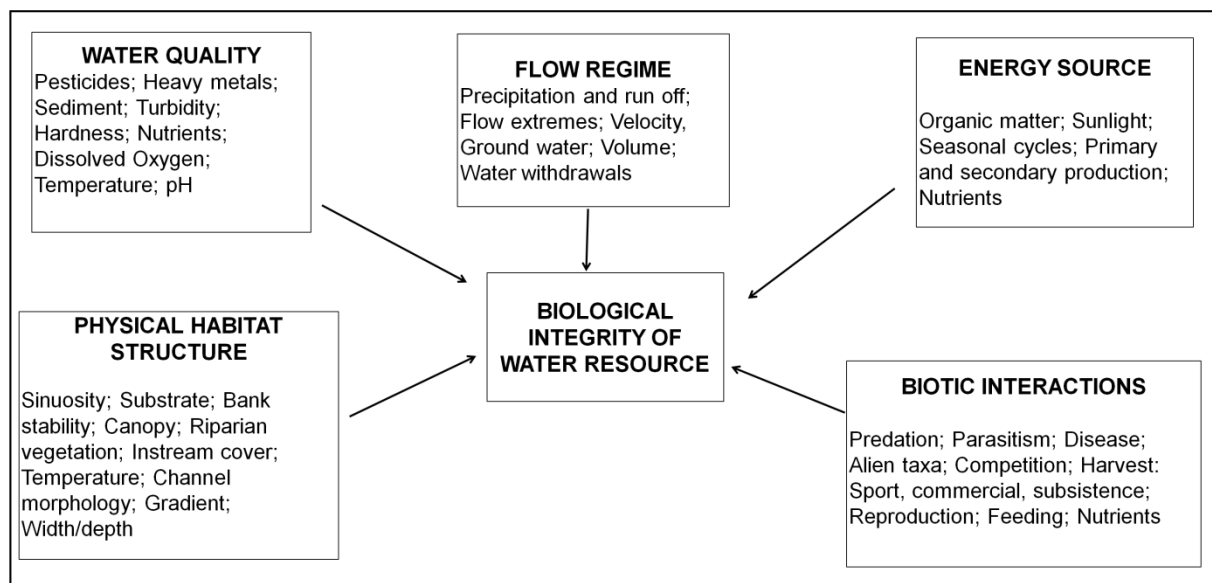 WATER QUALITY
Pesticides; Heavy metals;
Sediment; Turbidity;
Hardness; Nutrients;
Dissolved Oxygen;
Temperature; pH
FLOW REGIME
Precipitation and run off;
Flow extremes; Velocity,
Ground water; Volume;
Water withdrawals
ENERGY SOURCE
Organic matter; Sunlight;
Seasonal cycles; Primary
and secondary production;
Nutrients
BIOLOGICAL
INTEGRITY OF
WATER RESOURCE
PHYSICAL HABITAT
STRUCTURE
Sinuosity; Substrate; Bank
stability; Canopy; Riparian
vegetation; Instream cover;
Temperature; Channel
morphology; Gradient;
Width/depth
BIOTIC INTERACTIONS
Predation; Parasitism; Disease;
Alien taxa; Competition; Harvest:
Sport, commercial, subsistence;
Reproduction; Feeding; Nutrients